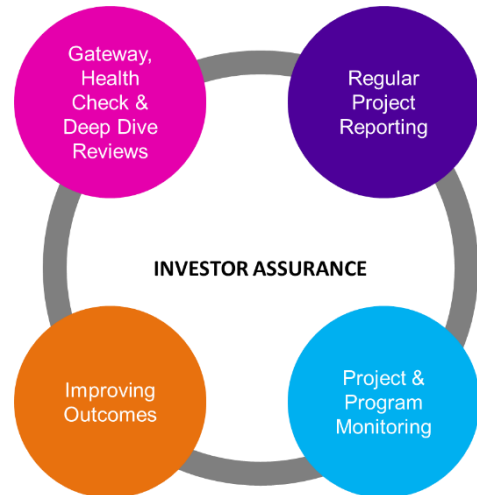 Gateway,
Health
Check &
Deep Dive
Reviews
Regular
Project
Reporting
INVESTOR ASSURANCE
Improving
Outcomes
Project &
Program
Monitoring